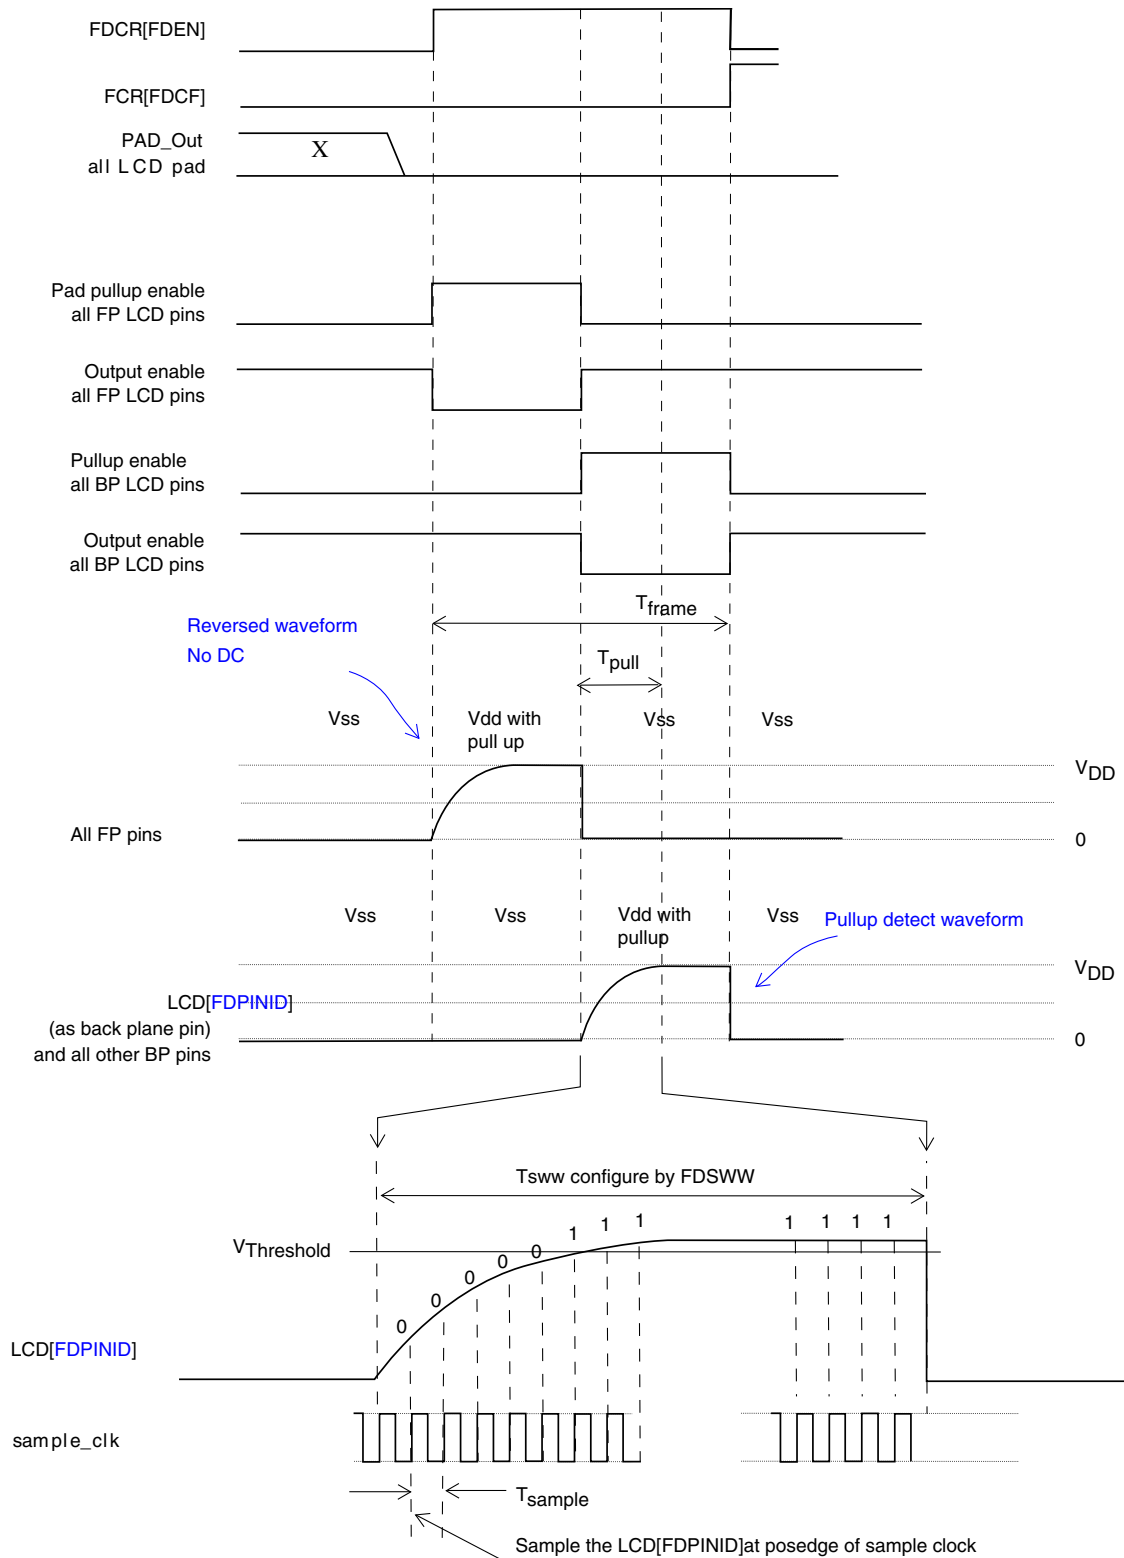 FDCR[FDEN]
FCR[FDCF]
PAD_Out
all LCD pad
X
Pad pullup enable
all FP LCD pins
Output enable
all FP LCD pins
Pullup enable
all BP LCD pins
Output enable
all BP LCD pins
Tframe
Reversed waveform
No DC
Tpull
Vss
Vdd with
pull up
Vss
Vss
VDD
All FP pins
0
Vss
Vss
Vdd with
pullup
Vss
Pullup detect waveform
VDD
LCD[FDPINID]
(as back plane pin)
and all other BP pins
0
Tsww configure by FDSWW
VThreshold
0 0 0 0 0 1 1 1 1 1 1 1
LCD[FDPINID]
sample_clk
Tsample
Sample the LCD[FDPINID]at posedge of sample clock